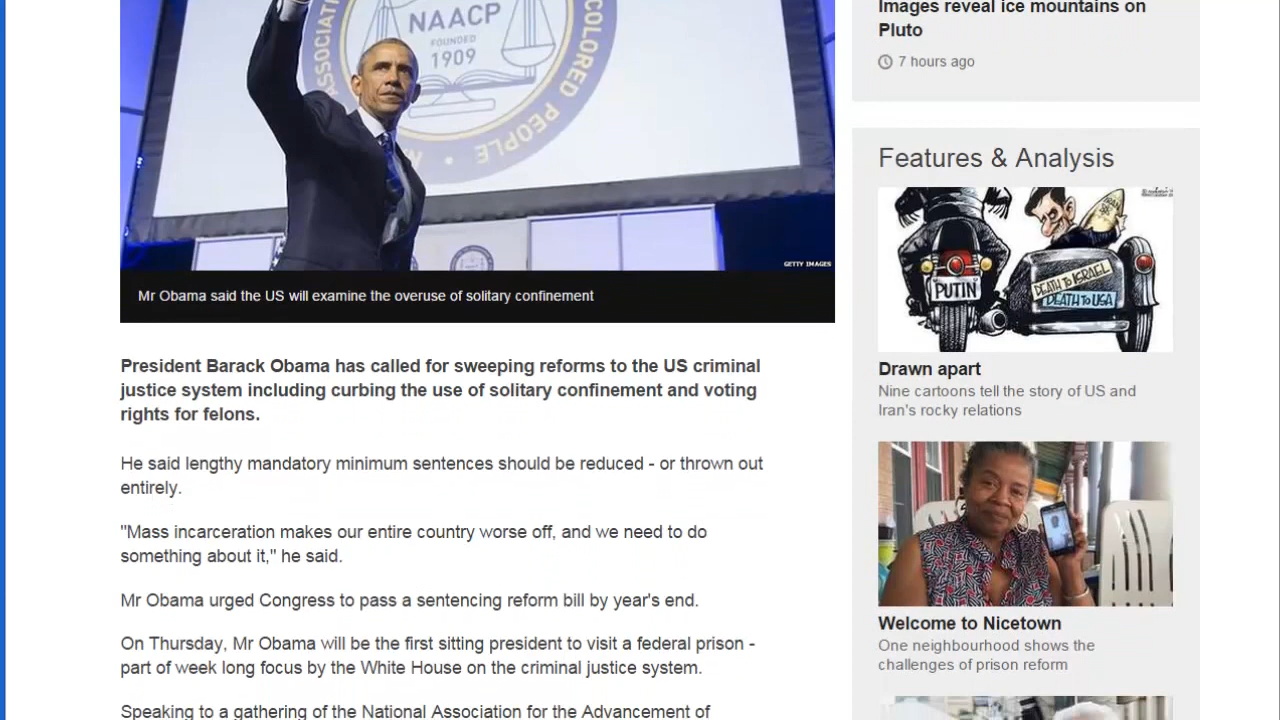 NAACP
FOUNDED
1909
COLORED PEOPLE
GETTY IMAGES
Mr Obama said the US will examine the overuse of solitary confinement
President Barack Obama has called for sweeping reforms to the US criminal
justice system including curbing the use of solitary confinement and voting
rights for felons.
He said lengthy mandatory minimum sentences should be reduced - or thrown out
entirely.
"Mass incarceration makes our entire country worse off, and we need to do
something about it," he said.
Mr Obama urged Congress to pass a sentencing reform bill by year's end.
On Thursday, Mr Obama will be the first sitting president to visit a federal prison -
part of week long focus by the White House on the criminal justice system.
Speaking to a gathering of the National Association for the Advancement of
Images reveal ice mountains on
Pluto
7 hours ago
Features & Analysis
PUTIN
DEATH TO ISRAEL
DEATH TO USA
Drawn apart
Nine cartoons tell the story of US and
Iran's rocky relations
Welcome to Nicetown
One neighbourhood shows the
challenges of prison reform